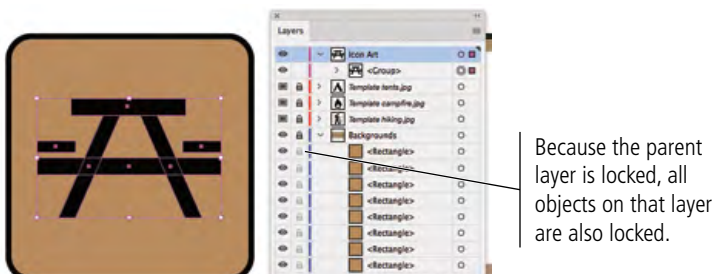 Layers
Icon Art
<Group>
Template tents.jpg
Template campfire.jpg
Template hiking.jpg
Backgrounds
<Rectangle>
<Rectangle>
<Rectangle>
<Rectangle>
<Rectangle>
<Rectangle>
<Rectangle>
<Rectangle>
Because the parent
layer is locked, all
objects on that layer
are also locked.